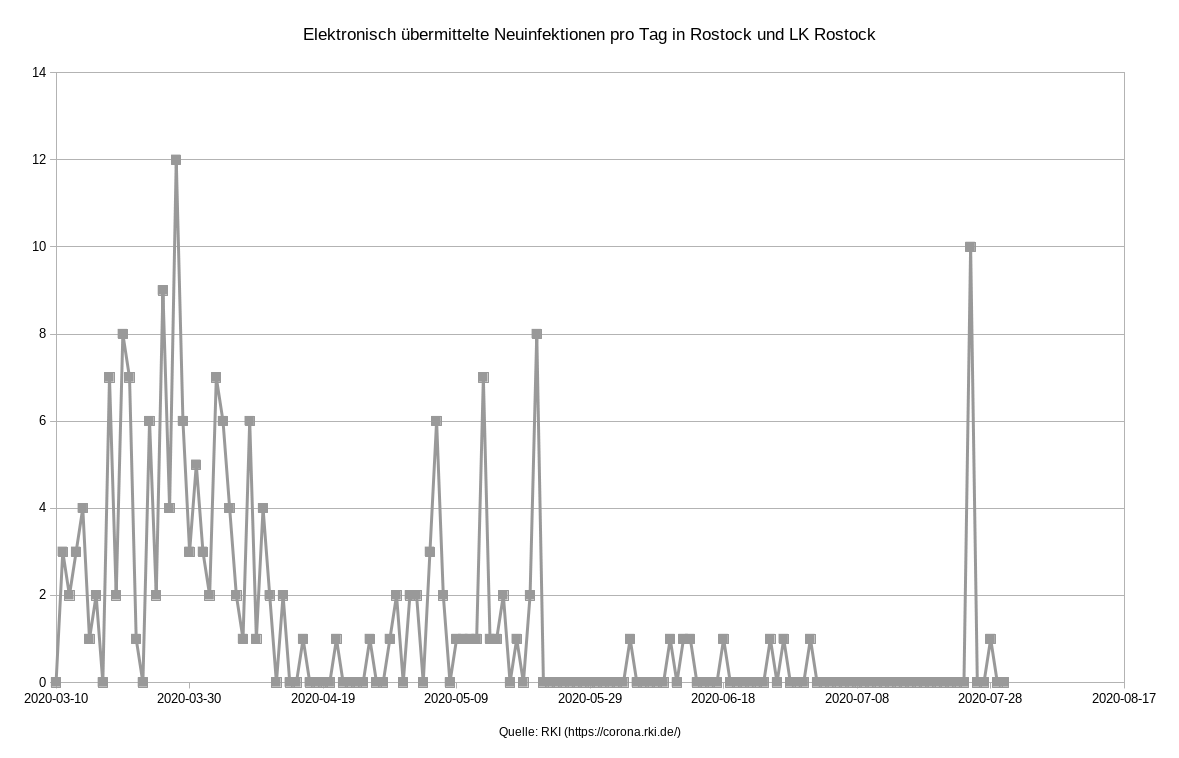 Elektronisch übermittelte Neuinfektionen pro Tag in Rostock und LK Rostock
14
12
10
8
6
4
2
0
2020-03-10 2020-03-30 2020-04-19 2020-05-09 2020-05-29 2020-06-18 2020-07-08 2020-07-28 2020-08-17
Quelle: RKI (https://corona.rki.de/)